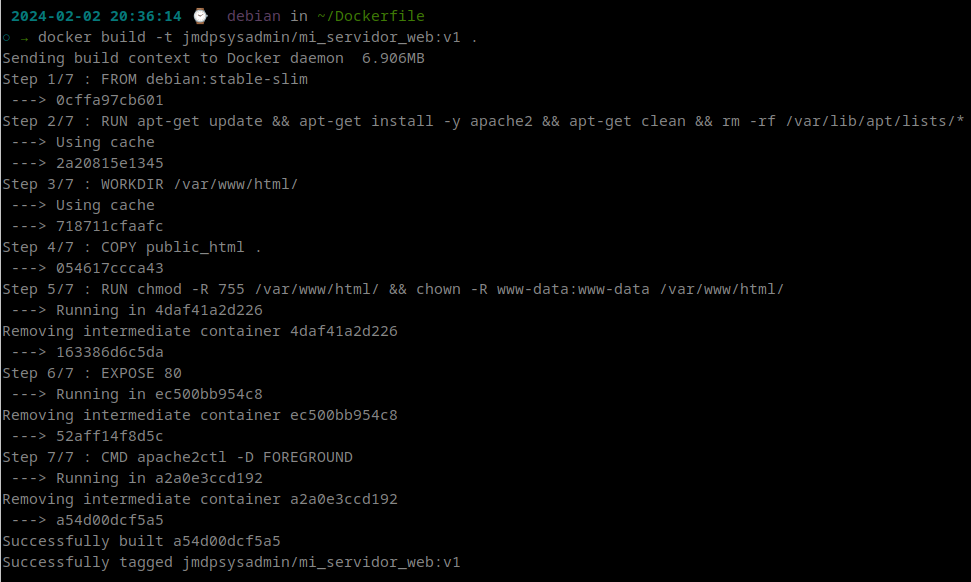 2024-02-02 20:36:14 ⌚ debian in ~/Dockerfile
○ → docker build -t jmdpsysadmin/mi_servidor_web:v1 .
Sending build context to Docker daemon  6.906MB
Step 1/7 : FROM debian:stable-slim
 ---> 0cffa97cb601
Step 2/7 : RUN apt-get update && apt-get install -y apache2 && apt-get clean && rm -rf /var/lib/apt/lists/*
 ---> Using cache
 ---> 2a20815e1345
Step 3/7 : WORKDIR /var/www/html/
 ---> Using cache
 ---> 718711cfaafc
Step 4/7 : COPY public_html .
 ---> 054617ccca43
Step 5/7 : RUN chmod -R 755 /var/www/html/ && chown -R www-data:www-data /var/www/html/
 ---> Running in 4daf41a2d226
Removing intermediate container 4daf41a2d226
 ---> 163386d6c5da
Step 6/7 : EXPOSE 80
 ---> Running in ec500bb954c8
Removing intermediate container ec500bb954c8
 ---> 52aff14f8d5c
Step 7/7 : CMD apache2ctl -D FOREGROUND
 ---> Running in a2a0e3ccd192
Removing intermediate container a2a0e3ccd192
 ---> a54d00dcf5a5
Successfully built a54d00dcf5a5
Successfully tagged jmdpsysadmin/mi_servidor_web:v1